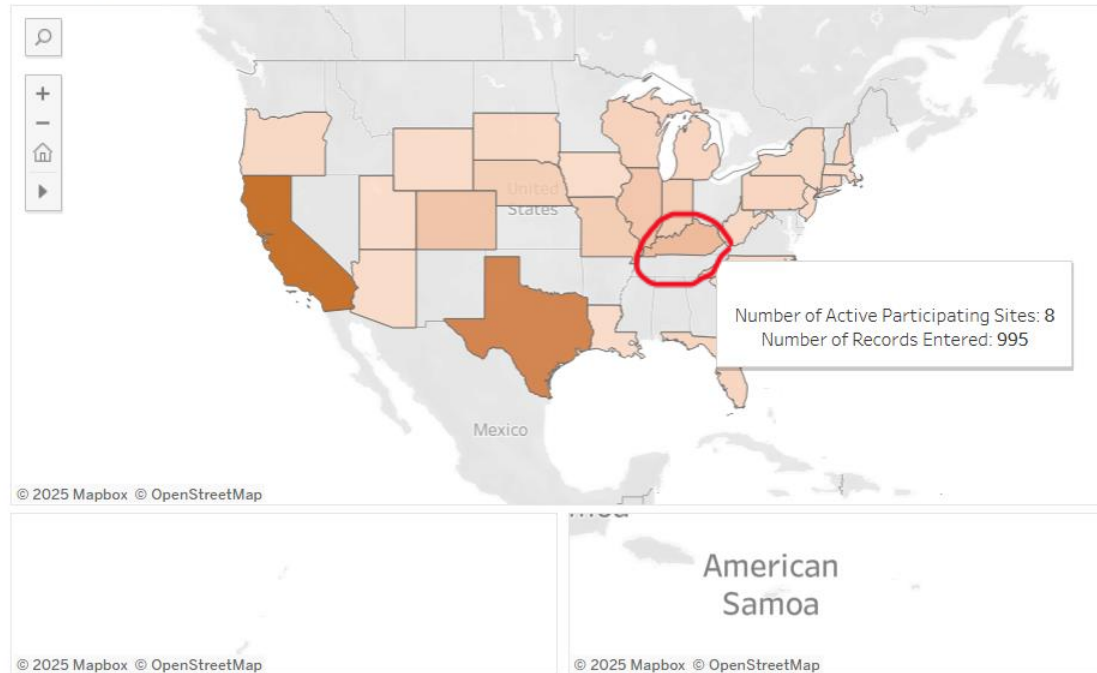 United
States
Number of Active Participating Sites: 8
Number of Records Entered: 995
Mexico
© 2025 Mapbox © OpenStreetMap
American
Samoa
© 2025 Mapbox © OpenStreetMap
© 2025 Mapbox © OpenStreetMap